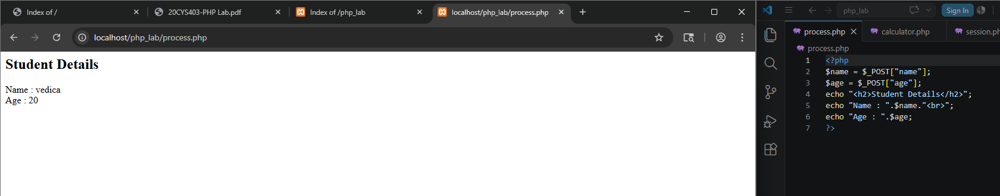 Index of /
20CYS403-PHP Lab.pdf
Index of /php_lab
localhost/php_lab/process.php
localhost/php_lab/process.php
Student Details
Name : vedica
Age : 20
php_lab
Sign In
process.php
calculator.php
session.ph
process.php
1 <?php
2 $name = $_POST["name"];
3 $age = $_POST["age"];
4 echo "<h2>Student Details</h2>";
5 echo "Name : ".$name."<br>";
6 echo "Age : ".$age;
7 ?>